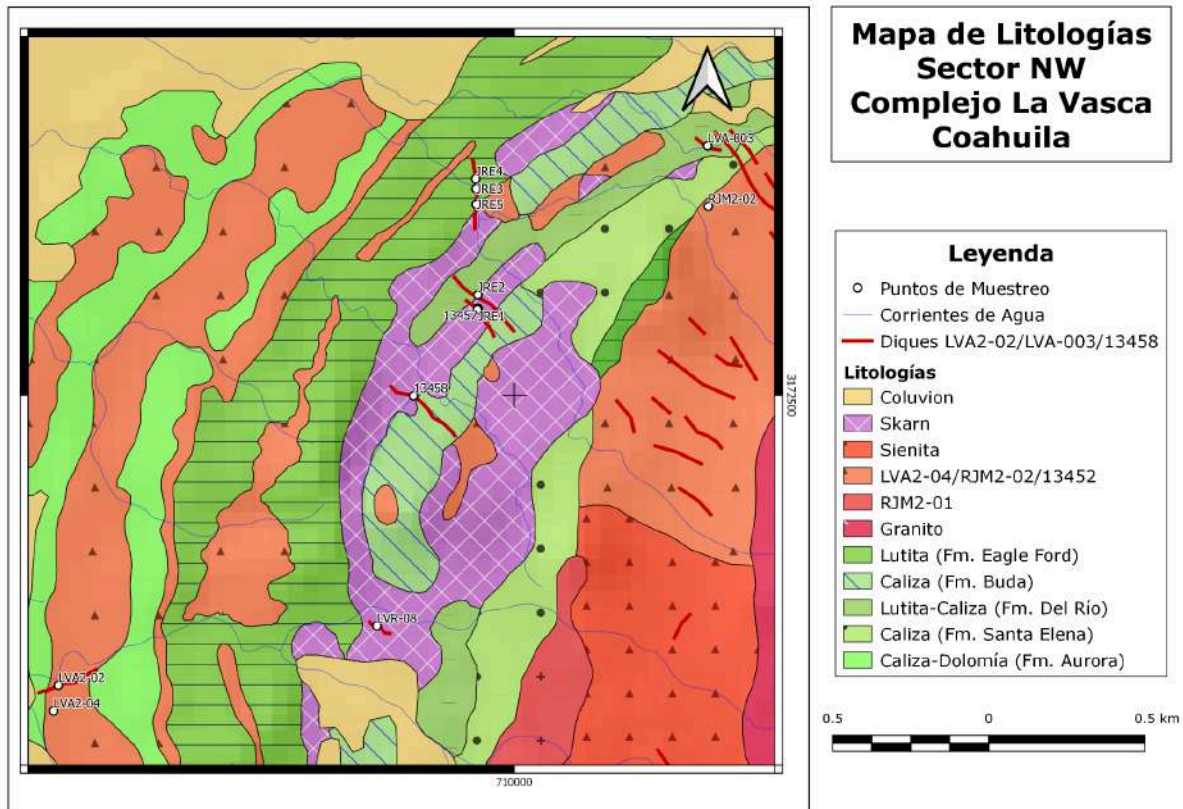 Mapa de Litologías
Sector NW
Complejo La Vasca
Coahuila
LVA-003
JRE4
JRE3
JRE5
RJM2-02
JRE2
13457
JRE1
13458
3172500
LVR-08
LVA2-02
LVA2-04
710000
Leyenda
Puntos de Muestreo
Corrientes de Agua
Diques LVA2-02/LVA-003/13458
Litologías
Coluvion
Skarn
Sienita
LVA2-04/RJM2-02/13452
RJM2-01
Granito
Lutita (Fm. Eagle Ford)
Caliza (Fm. Buda)
Lutita-Caliza (Fm. Del Río)
Caliza (Fm. Santa Elena)
Caliza-Dolomía (Fm. Aurora)
0.5 0 0.5 km